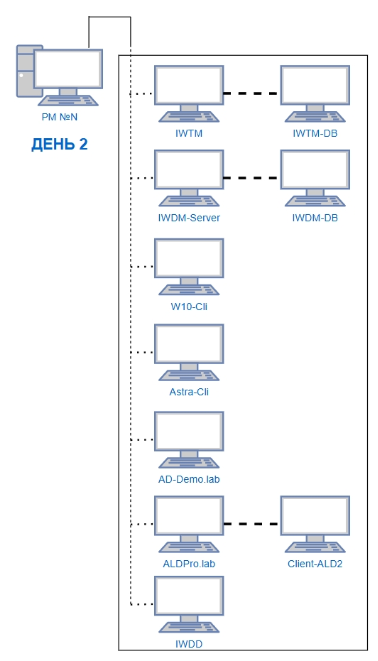 РМ №N
ДЕНЬ 2
IWTM
IWTM-DB
IWDM-Server
IWDM-DB
W10-Cli
Astra-Cli
AD-Demo.lab
ALDPro.lab
Client-ALD2
IWDD